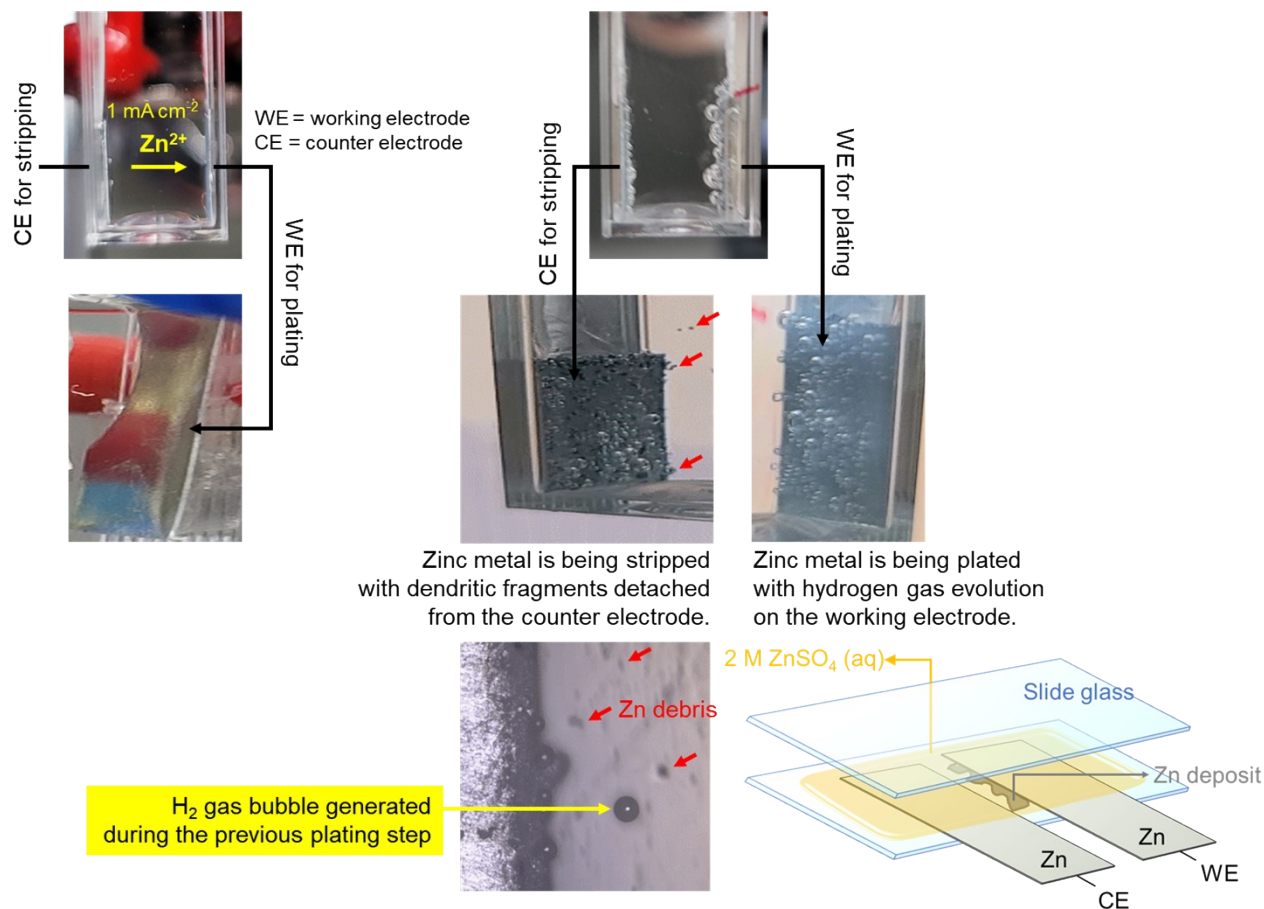 1 mA cm-2
Zn2+
CE for stripping
WE = working electrode
CE = counter electrode
WE for plating
CE for stripping
WE for plating
Zinc metal is being stripped
with dendritic fragments detached
from the counter electrode.
Zinc metal is being plated
with hydrogen gas evolution
on the working electrode.
Zn debris
H2 gas bubble generated
during the previous plating step
2 M ZnSO4 (aq)
Slide glass
Zn deposit
Zn
Zn
WE
CE